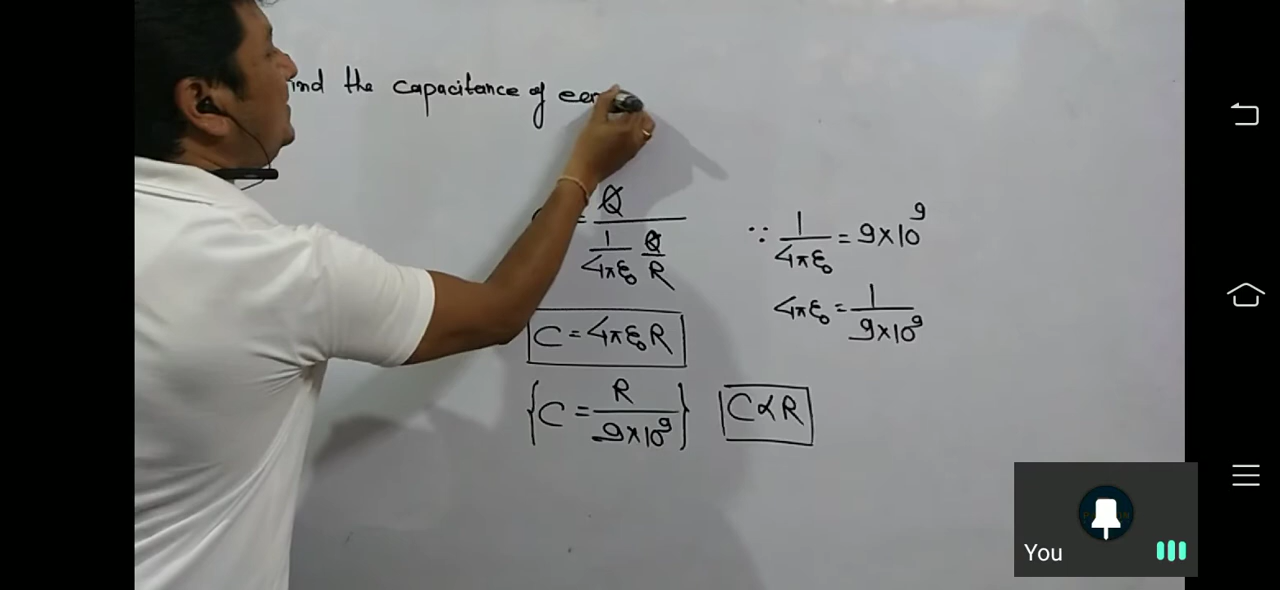 ind the capacitance of ear
= Q / (1/4πε₀ Q/R)
∵ 1/4πε₀ = 9×10⁹
4πε₀ = 1/9×10⁹
C = 4πε₀R
{C = R/9×10⁹}
C∝R
You